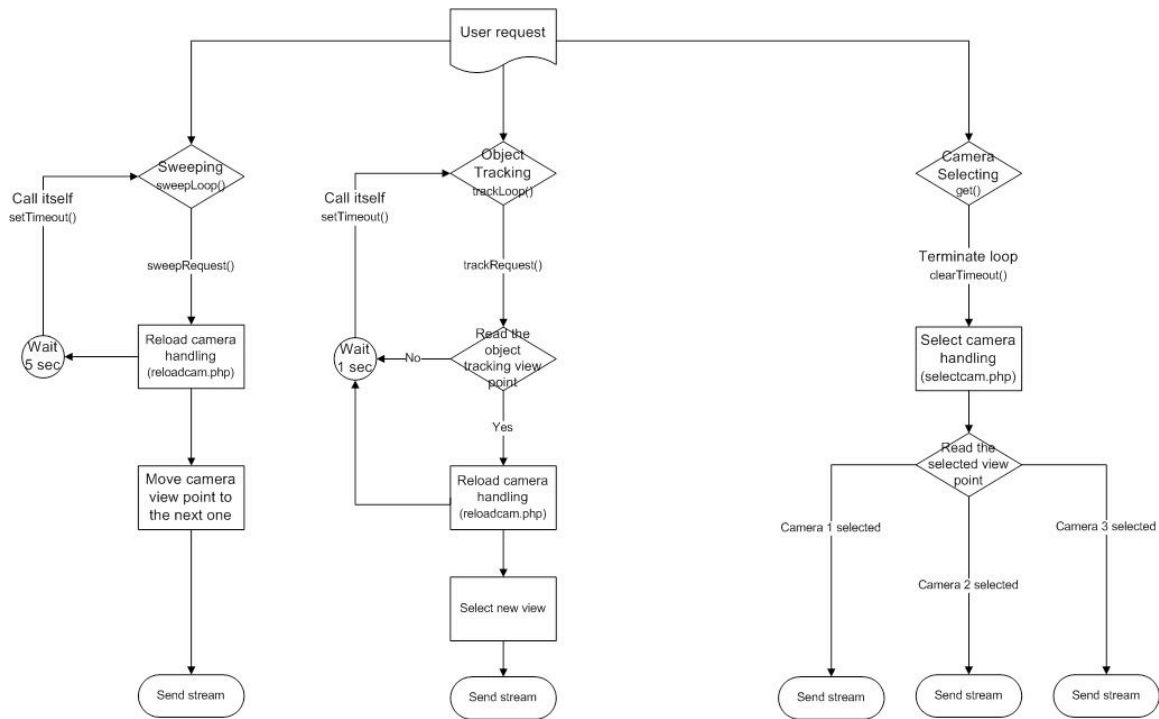 User request
Sweeping
sweepLoop()
Call itself
setTimeout()
sweepRequest()
Wait
5 sec
Reload camera
handling
(reloadcam.php)
Move camera
view point to
the next one
Send stream
Object
Tracking
trackLoop()
Call itself
setTimeout()
trackRequest()
Read the
object
tracking view
point
No
Wait
1 sec
Yes
Reload camera
handling
(reloadcam.php)
Select new view
Send stream
Camera
Selecting
get()
Terminate loop
clearTimeout()
Select camera
handling
(selectcam.php)
Read the
selected view
point
Camera 1 selected
Camera 2 selected
Camera 3 selected
Send stream
Send stream
Send stream